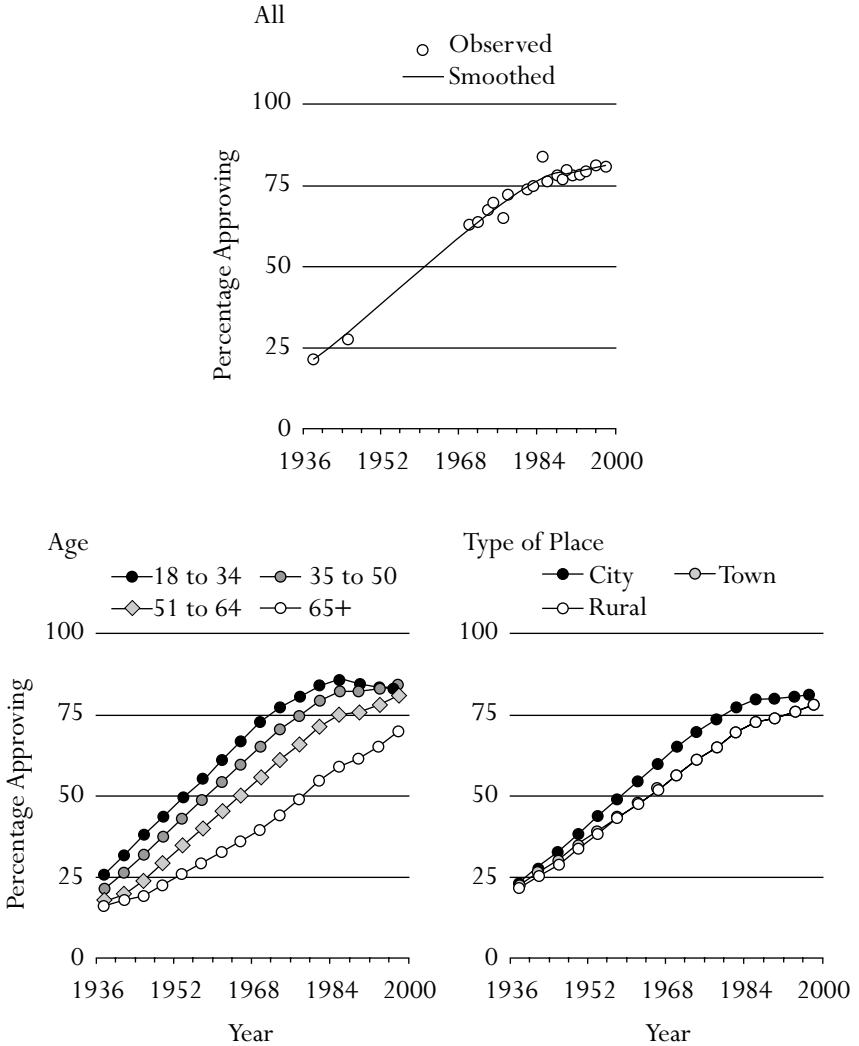 All
Observed
Smoothed
Percentage Approving
100
75
50
25
0
1936 1952 1968 1984 2000
Age
18 to 34 35 to 50
51 to 64 65+
Percentage Approving
100
75
50
25
0
1936 1952 1968 1984 2000
Year
Type of Place
City Town
Rural
100
75
50
25
0
1936 1952 1968 1984 2000
Year